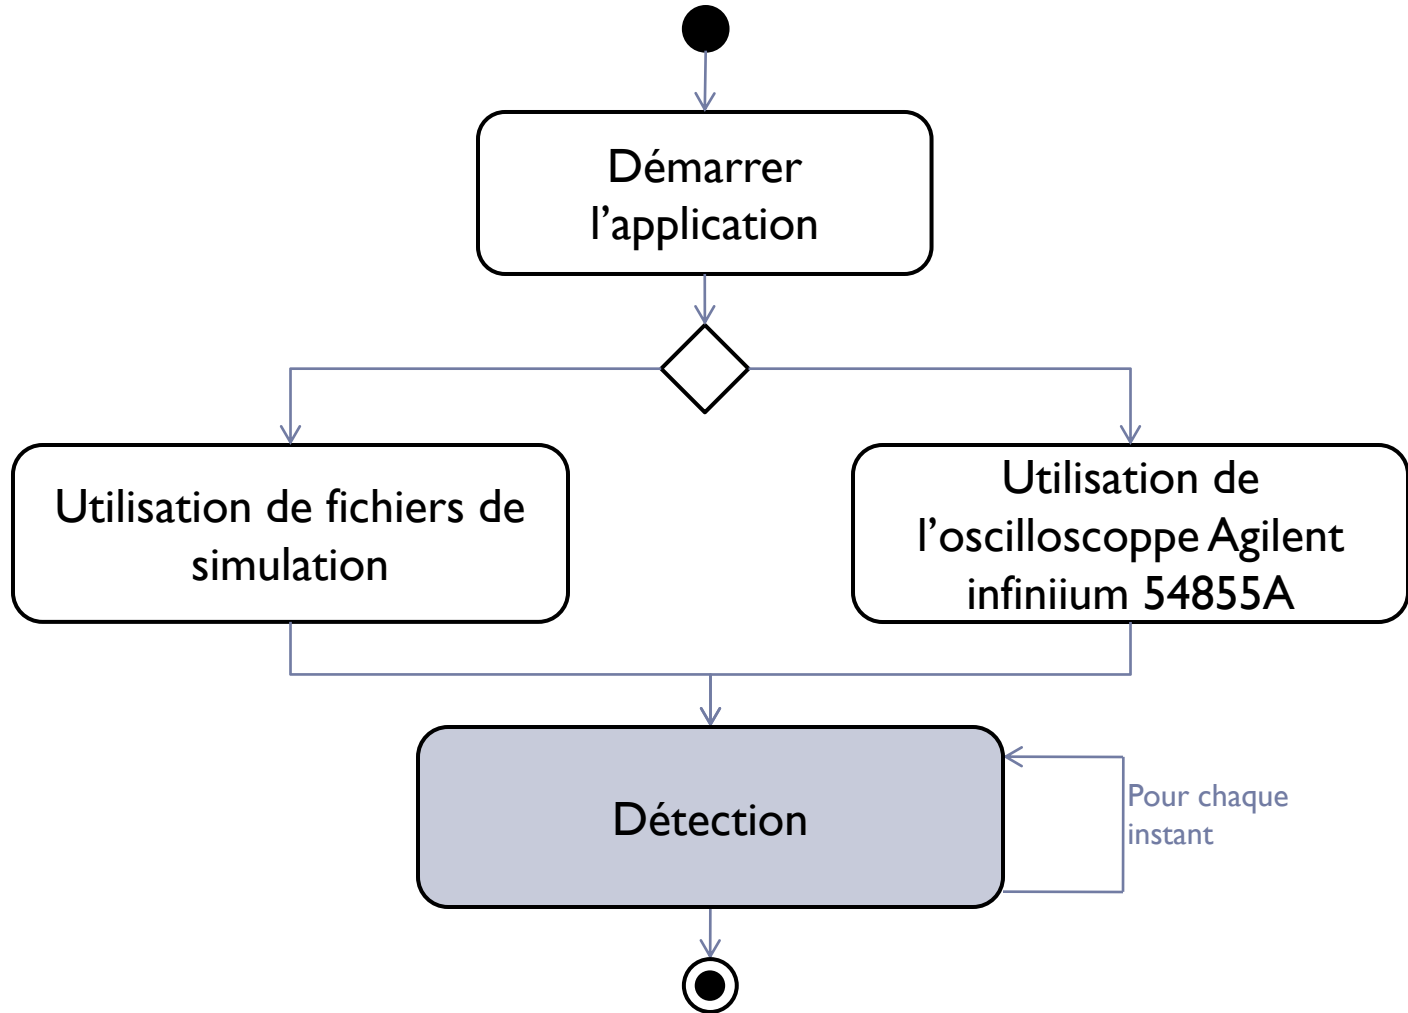 Démarrer
l’application
Utilisation de fichiers de
simulation
Utilisation de
l’oscilloscoppe Agilent
infiniium 54855A
Détection
Pour chaque
instant